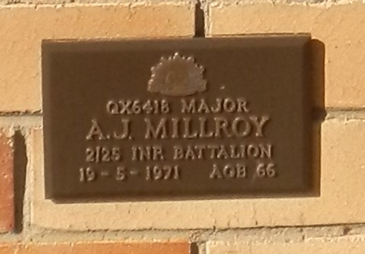 QX6418 MAJOR
A.J. MILLROY
2/25 INF. BATTALION
19 - 5 - 1971 AGE 66